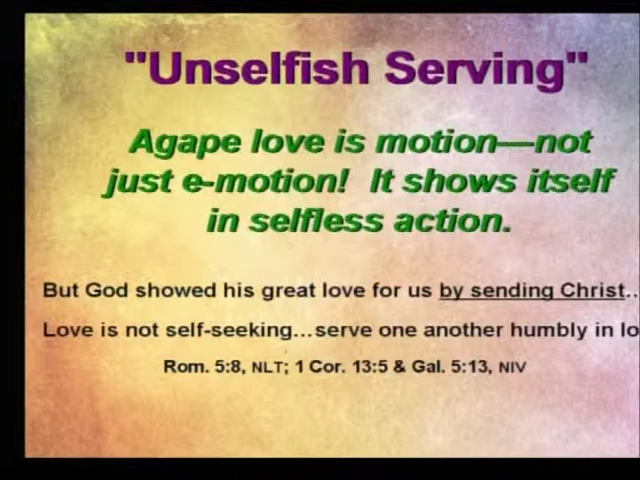 "Unselfish Serving"
Agape love is motion—not
just e-motion!  It shows itself
in selfless action.
But God showed his great love for us by sending Christ..
Love is not self-seeking...serve one another humbly in lo
Rom. 5:8, NLT; 1 Cor. 13:5 & Gal. 5:13, NIV